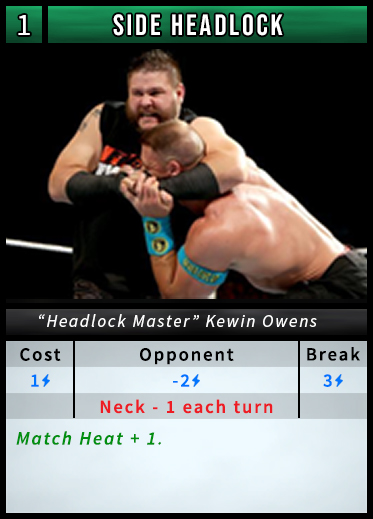 1 SIDE HEADLOCK
“Headlock Master” Kewin Owens
Cost Opponent Break
1⚡ -2⚡ 3⚡
Neck - 1 each turn
Match Heat + 1.